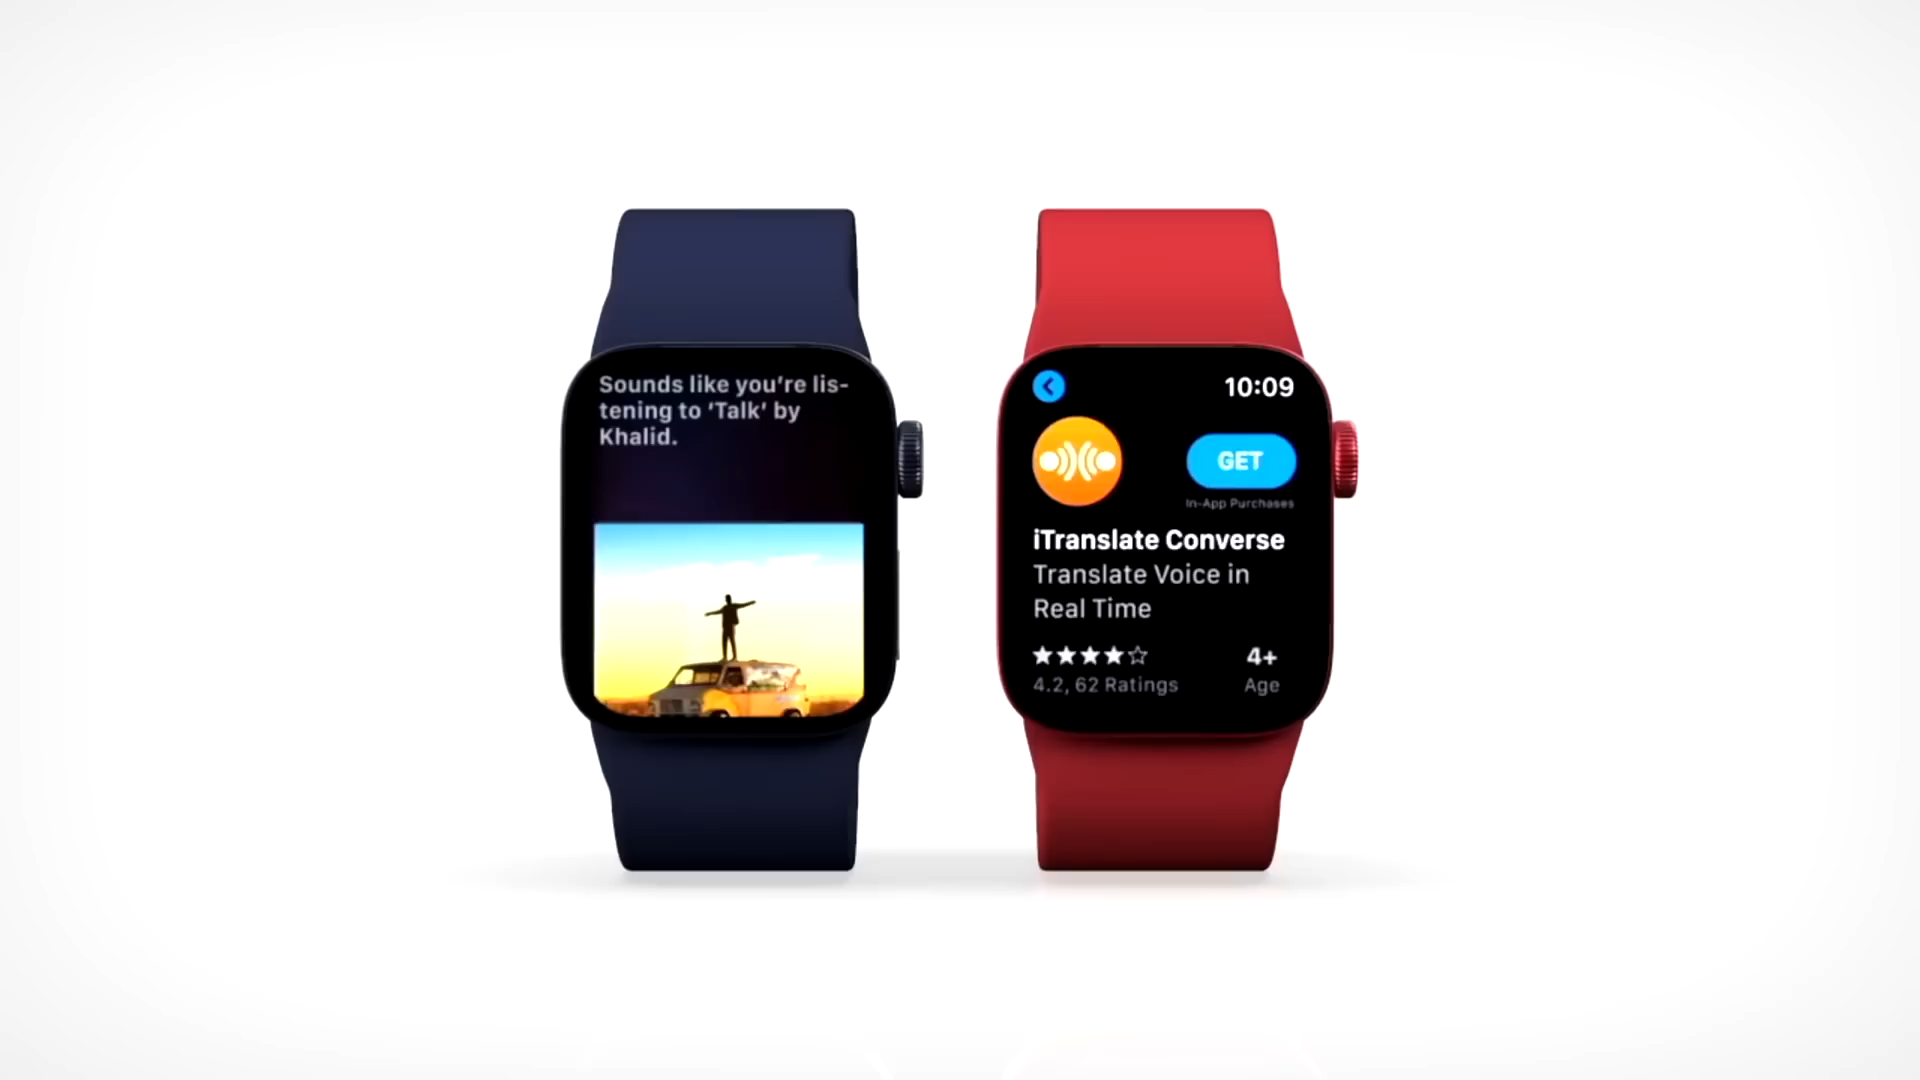 Sounds like you're lis-
tening to 'Talk' by
Khalid.
10:09
GET
In-App Purchases
iTranslate Converse
Translate Voice in
Real Time
4.2, 62 Ratings
4+
Age